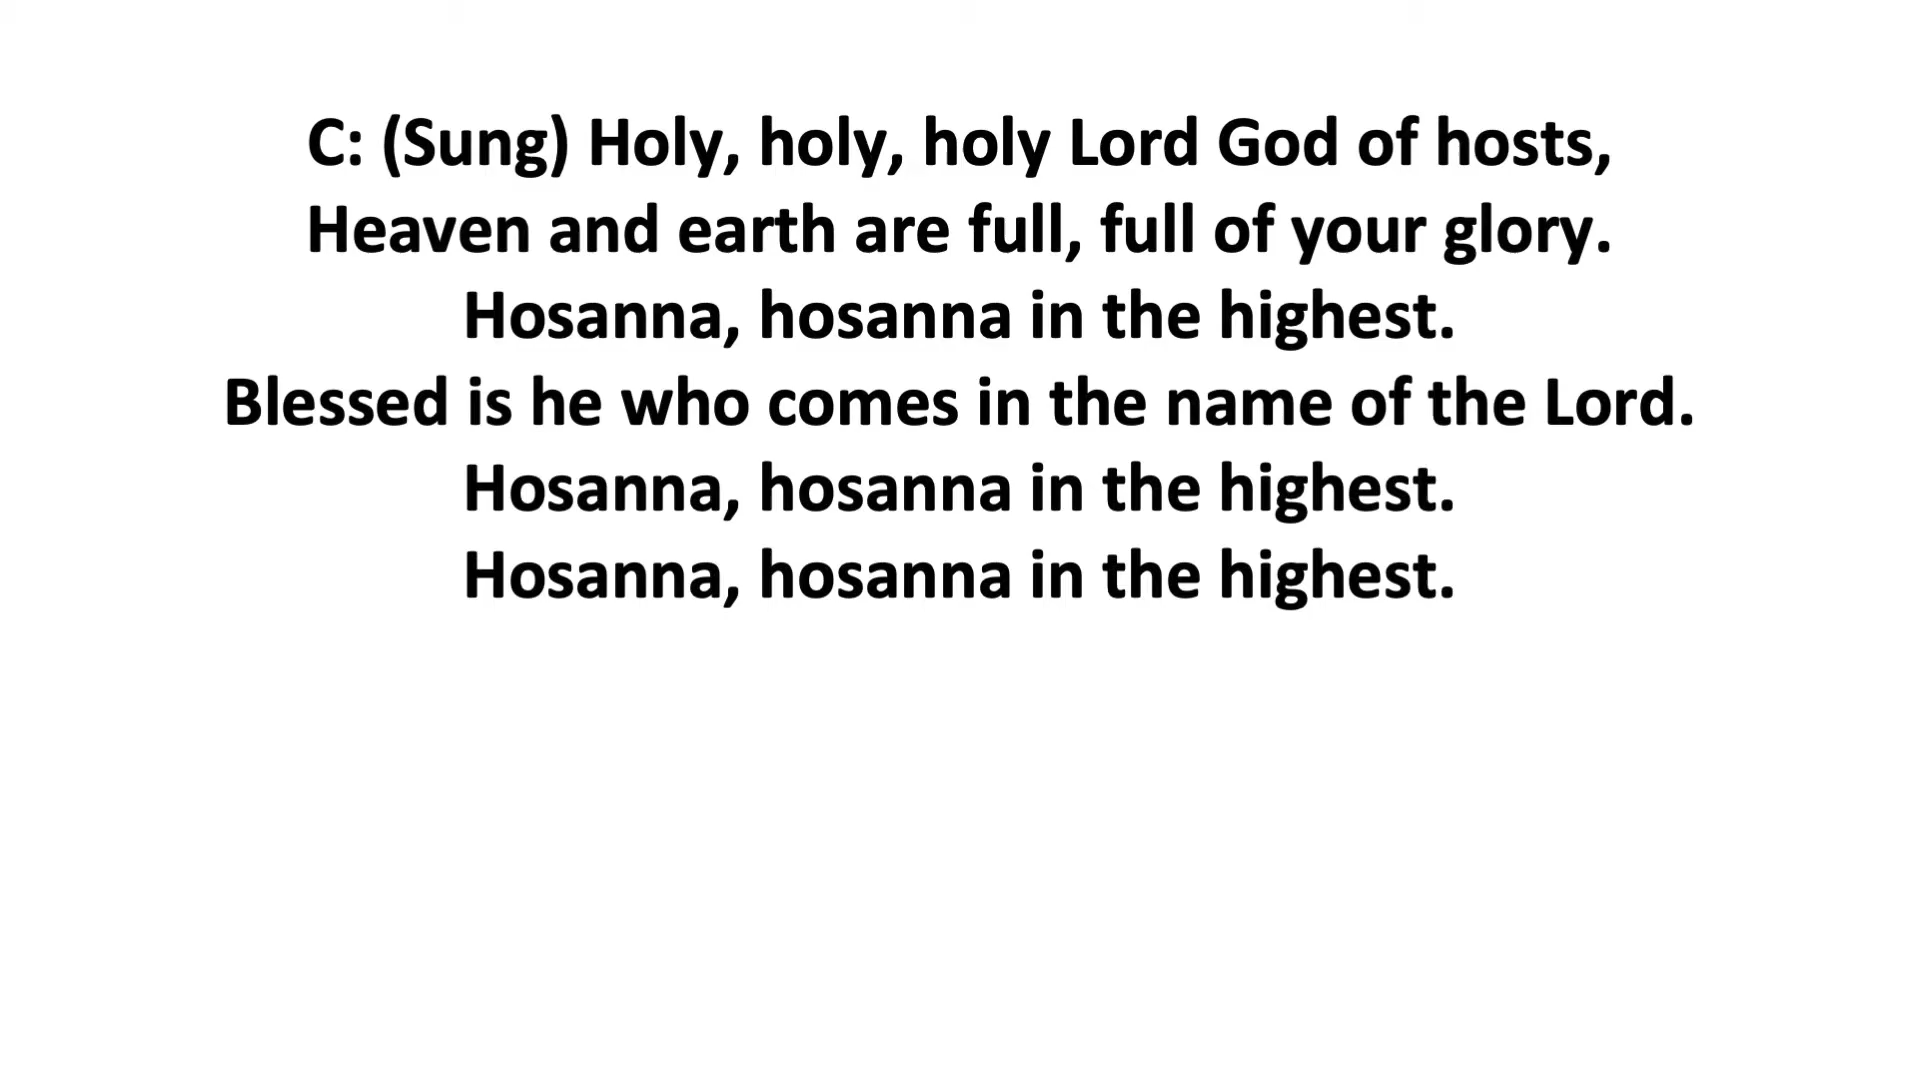 C: (Sung) Holy, holy, holy Lord God of hosts,
Heaven and earth are full, full of your glory.
Hosanna, hosanna in the highest.
Blessed is he who comes in the name of the Lord.
Hosanna, hosanna in the highest.
Hosanna, hosanna in the highest.